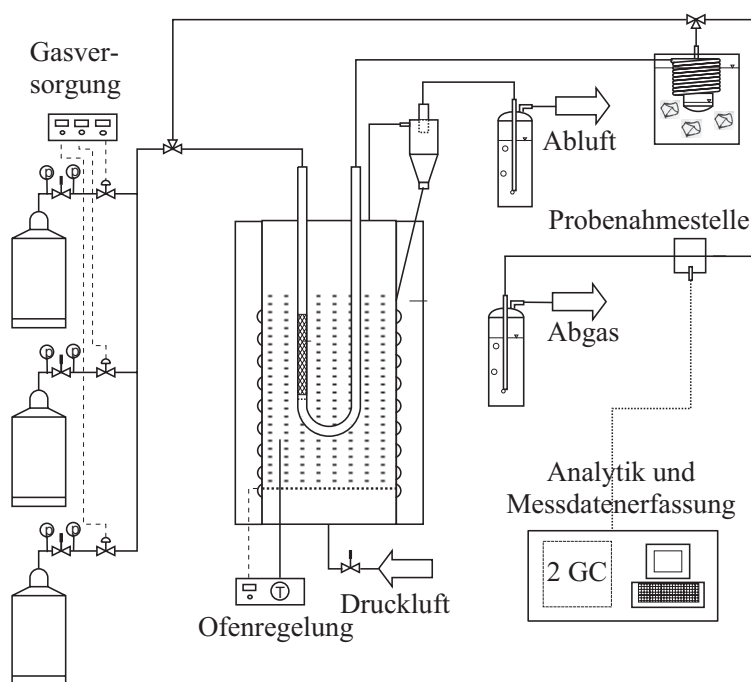 Gasver-
sorgung
p p
p p
p p
Abluft
Probenahmestelle
Abgas
Analytik und
Messdatenerfassung
2 GC
T
Druckluft
Ofenregelung